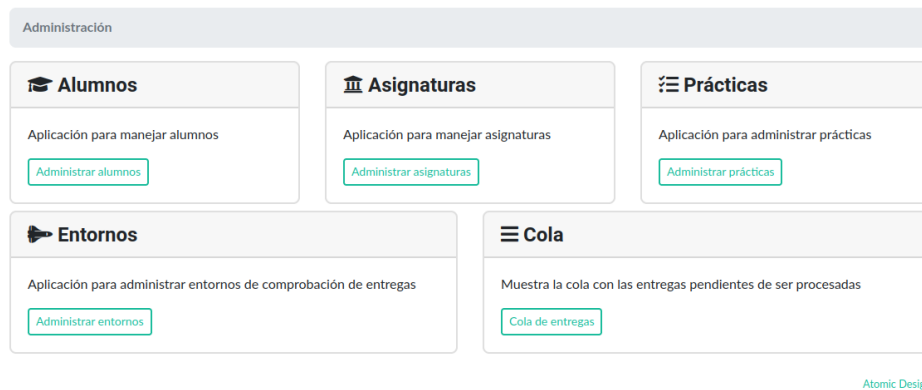 Administración
Alumnos
Aplicación para manejar alumnos
Administrar alumnos
Asignaturas
Aplicación para manejar asignaturas
Administrar asignaturas
Prácticas
Aplicación para administrar prácticas
Administrar prácticas
Entornos
Aplicación para administrar entornos de comprobación de entregas
Administrar entornos
Cola
Muestra la cola con las entregas pendientes de ser procesadas
Cola de entregas
Atomic